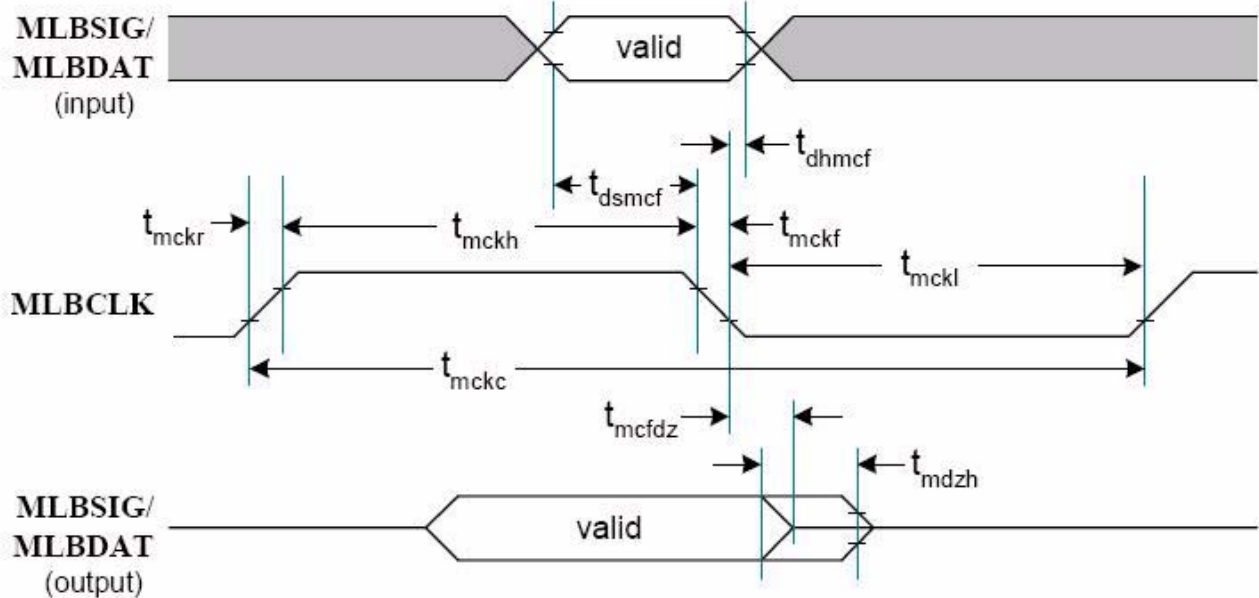 MLBSIG/
MLBDAT
(input)
valid
tdhmcf
tdsmcf
tmckr
tmckh
tmckf
tmckl
MLBCLK
tmckc
tmcfdz
tmdzh
MLBSIG/
MLBDAT
(output)
valid